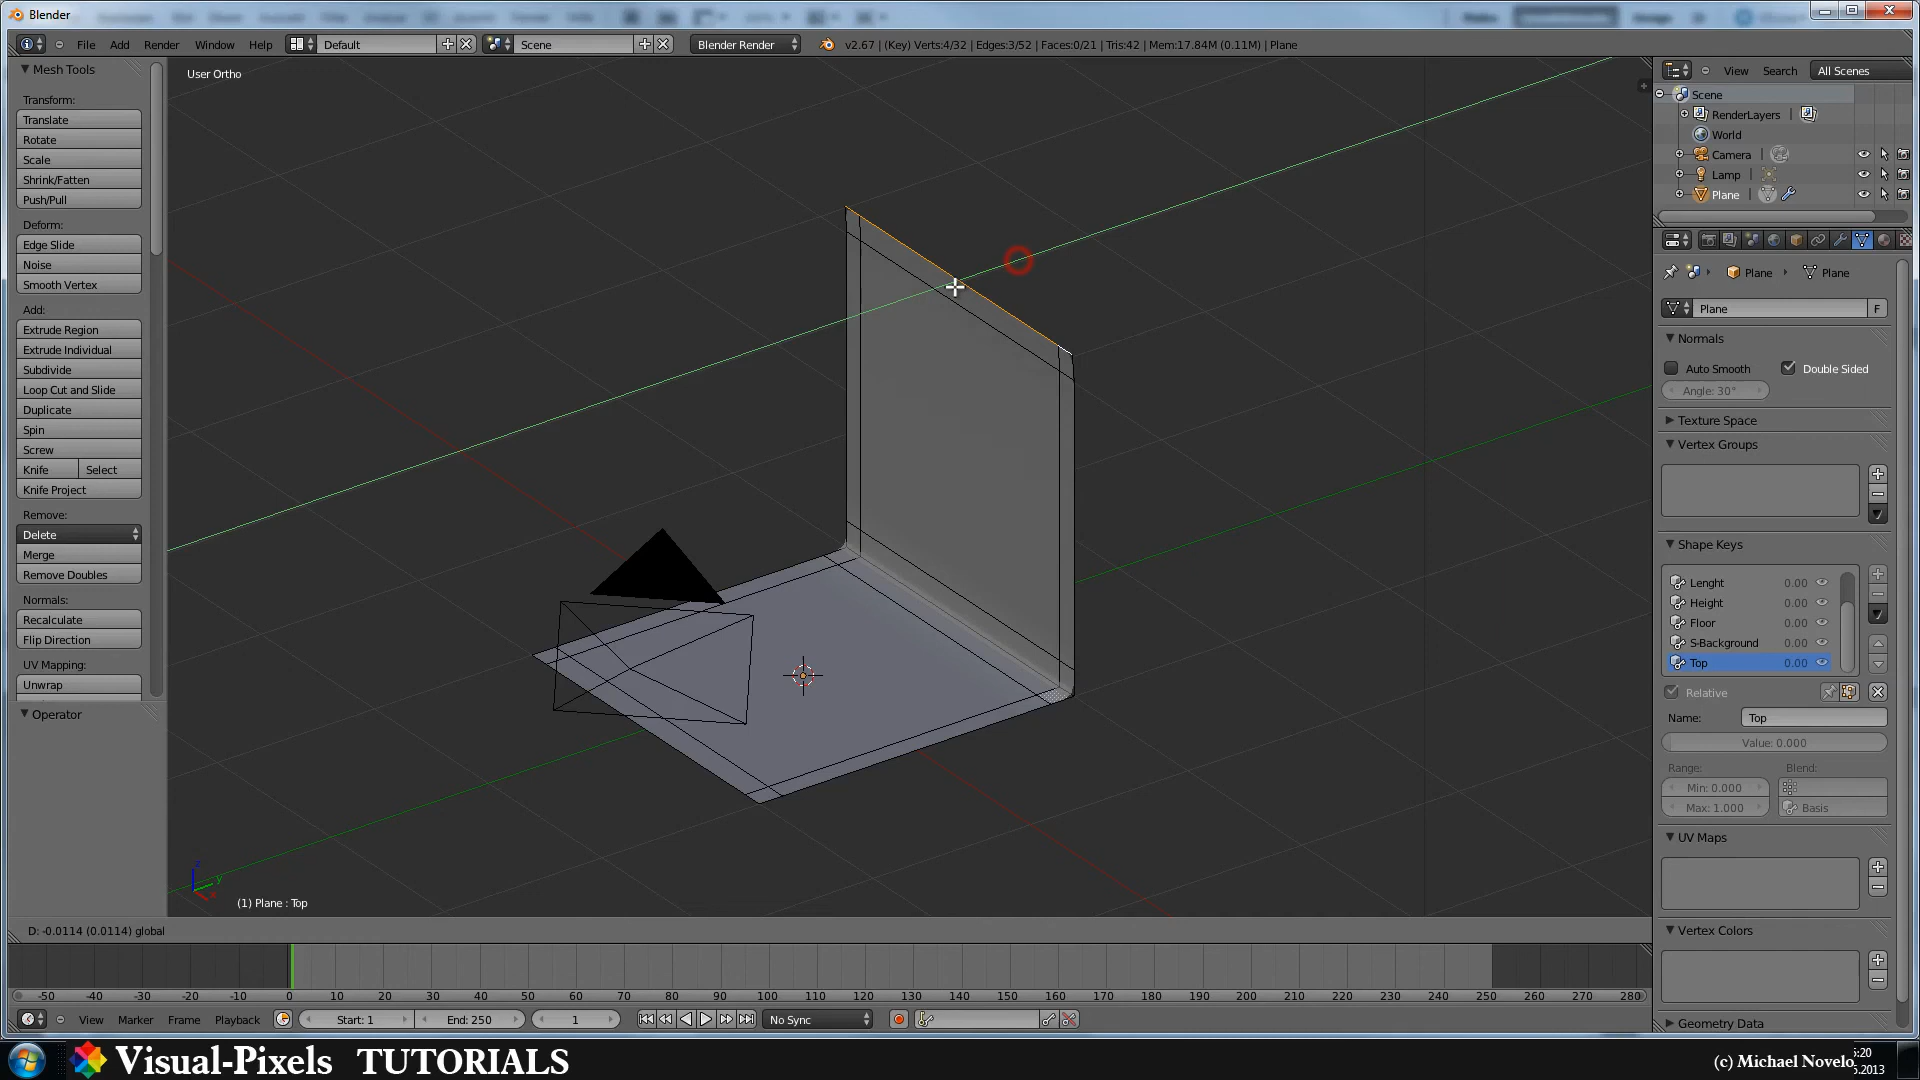 Blender
File Add Render Window Help Default Scene Blender Render v2.67 | (Key) Verts:4/32 | Edges:3/52 | Faces:0/21 | Tris:42 | Mem:17.84M (0.11M) | Plane
Mesh Tools
User Ortho
Transform:
Translate
Rotate
Scale
Shrink/Fatten
Push/Pull
Deform:
Edge Slide
Noise
Smooth Vertex
Add:
Extrude Region
Extrude Individual
Subdivide
Loop Cut and Slide
Duplicate
Spin
Screw
Knife Select
Knife Project
Remove:
Delete
Merge
Remove Doubles
Normals:
Recalculate
Flip Direction
UV Mapping:
Unwrap
Operator
z
y
x
(1) Plane : Top
D: -0.0114 (0.0114) global
View Search All Scenes
Scene
RenderLayers |
World
Camera |
Lamp |
Plane |
Plane Plane
Plane F
Normals
Auto Smooth Double Sided
Angle: 30°
Texture Space
Vertex Groups
Shape Keys
Lenght 0.00
Height 0.00
Floor 0.00
S-Background 0.00
Top 0.00
Relative
Name: Top
Value: 0.000
Range: Blend:
Min: 0.000
Max: 1.000 Basis
UV Maps
Vertex Colors
Geometry Data
-50 -40 -30 -20 -10 0 10 20 30 40 50 60 70 80 90 100 110 120 130 140 150 160 170 180 190 200 210 220 230 240 250 260 270 280
View Marker Frame Playback Start: 1 End: 250 1 No Sync
Visual-Pixels TUTORIALS
(c) Michael Novelo
:20
.2013